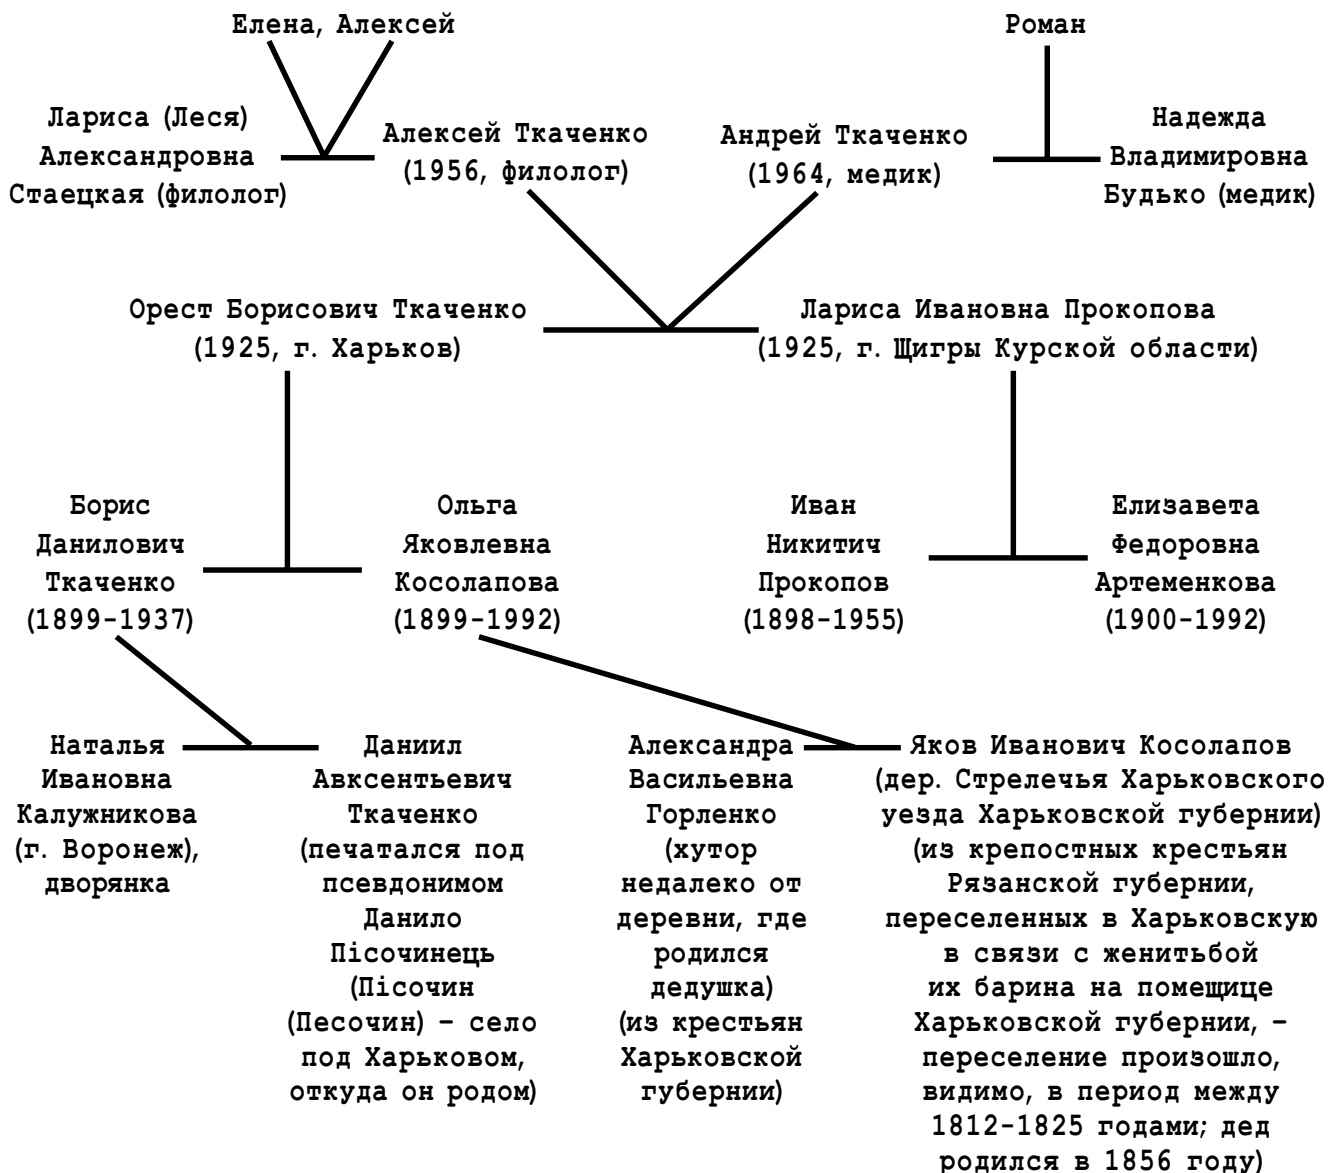 Елена, Алексей
Роман
Лариса (Леся)
Александровна
Стаецкая (филолог)
Алексей Ткаченко
(1956, филолог)
Андрей Ткаченко
(1964, медик)
Надежда
Владимировна
Будько (медик)
Орест Борисович Ткаченко
(1925, г. Харьков)
Лариса Ивановна Прокопова
(1925, г. Щигры Курской области)
Борис
Данилович
Ткаченко
(1899-1937)
Ольга
Яковлевна
Косолапова
(1899-1992)
Иван
Никитич
Прокопов
(1898-1955)
Елизавета
Федоровна
Артеменкова
(1900-1992)
Наталья
Ивановна
Калужникова
(г. Воронеж),
дворянка
Даниил
Авксентьевич
Ткаченко
(печатался под
псевдонимом
Данило
Пісочинець
(Пісочин
(Песочин) – село
под Харьковом,
откуда он родом)
Александра
Васильевна
Горленко
(хутор
недалеко от
деревни, где
родился
дедушка)
(из крестьян
Харьковской
губернии)
Яков Иванович Косолапов
(дер. Стрелечья Харьковского
уезда Харьковской губернии)
(из крепостных крестьян
Рязанской губернии,
переселенных в Харьковскую
в связи с женитьбой
их барина на помещице
Харьковской губернии, –
переселение произошло,
видимо, в период между
1812-1825 годами; дед
родился в 1856 году)